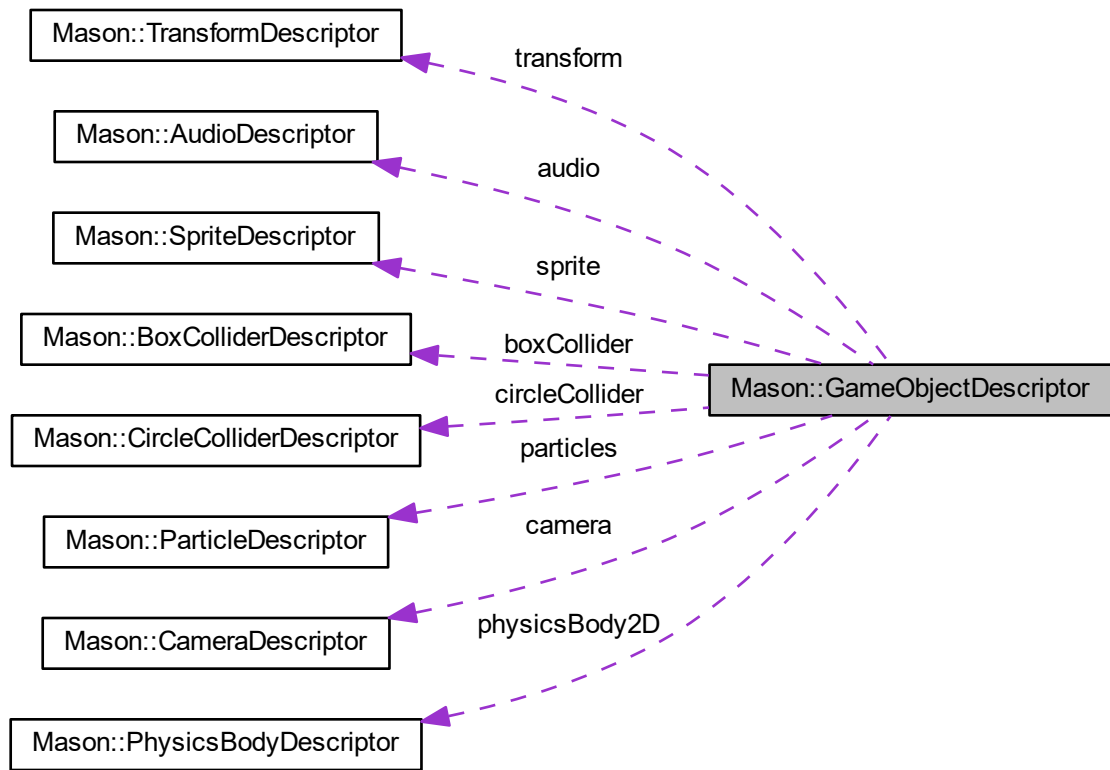 Mason::TransformDescriptor
transform
Mason::AudioDescriptor
audio
Mason::SpriteDescriptor
sprite
Mason::BoxColliderDescriptor
boxCollider
Mason::GameObjectDescriptor
circleCollider
Mason::CircleColliderDescriptor
particles
Mason::ParticleDescriptor
camera
Mason::CameraDescriptor
physicsBody2D
Mason::PhysicsBodyDescriptor